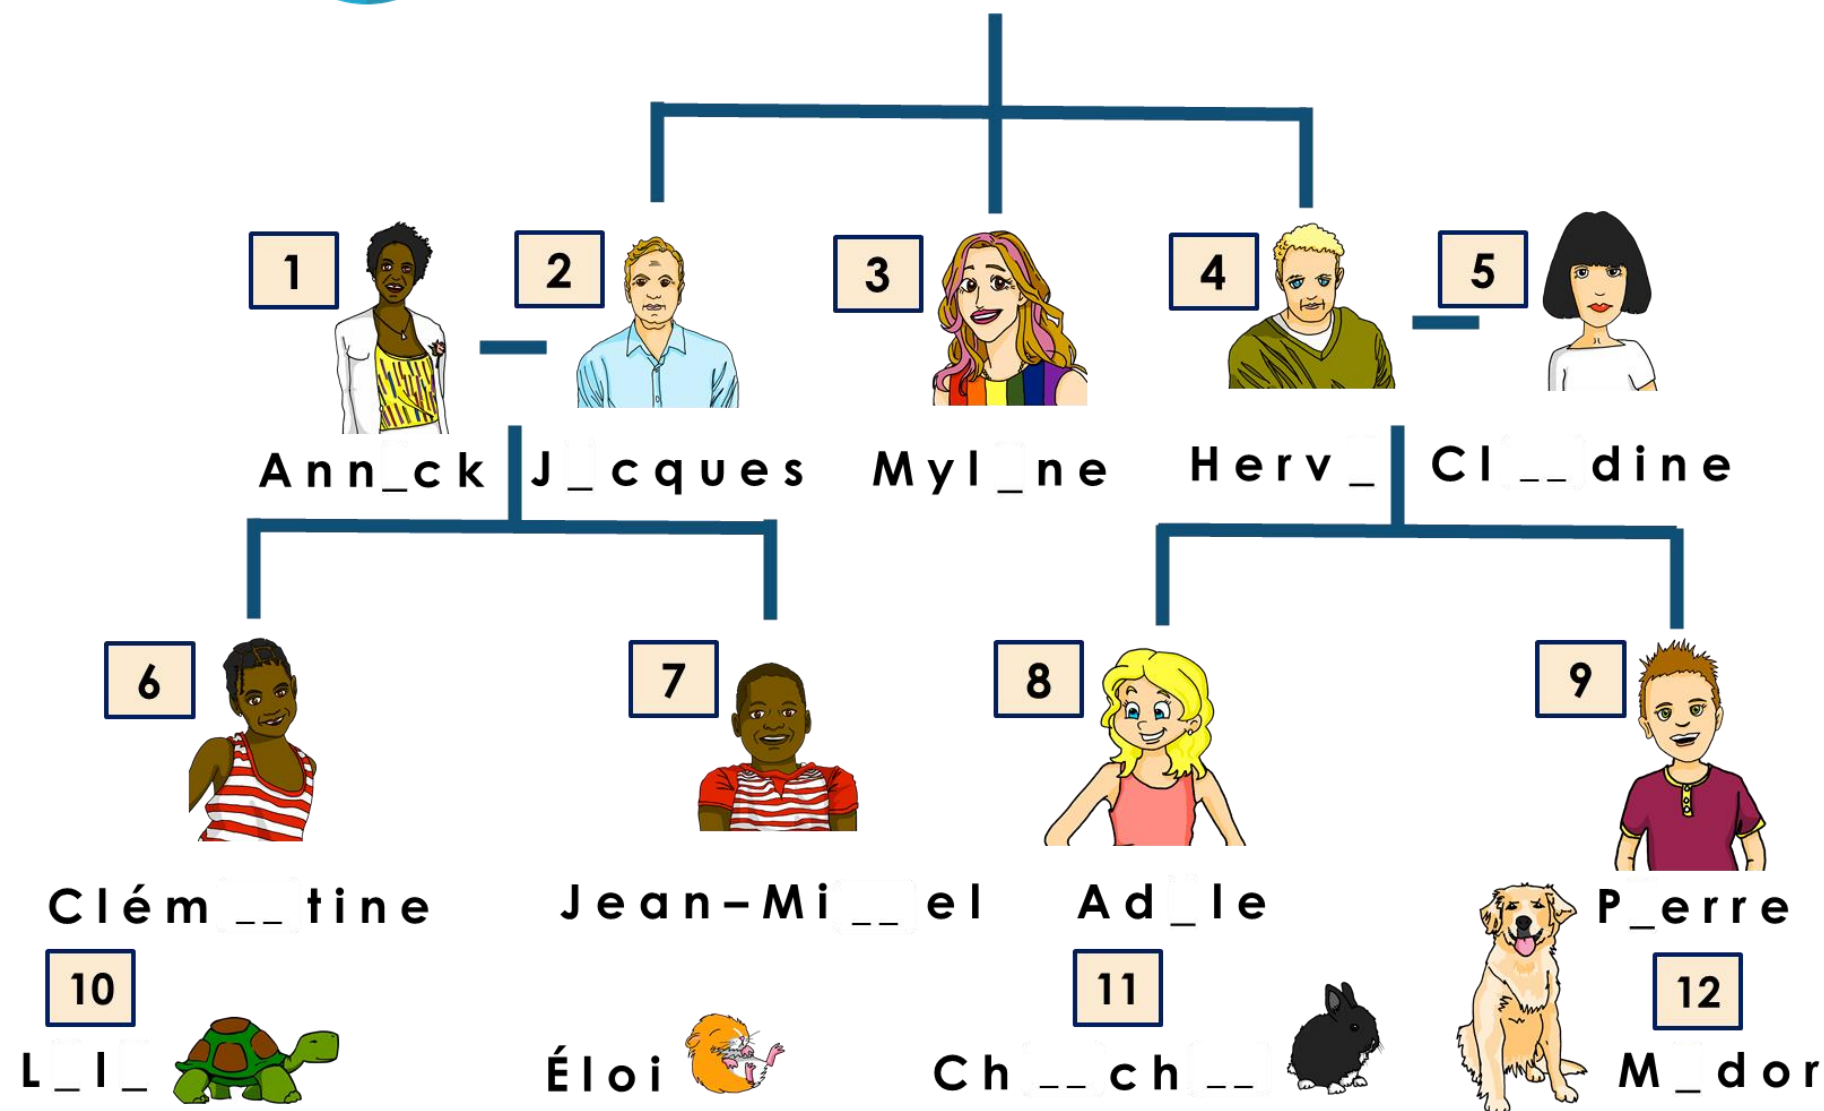 1 2 3 4 5
Ann_ck J_cques Myl_ne Herv_ Cl__dine
6 7 8 9
Clém__tine Jean-Mi__el Ad_le P_erre
10 11 12
L_l_ Éloi Ch__ch__ M_dor